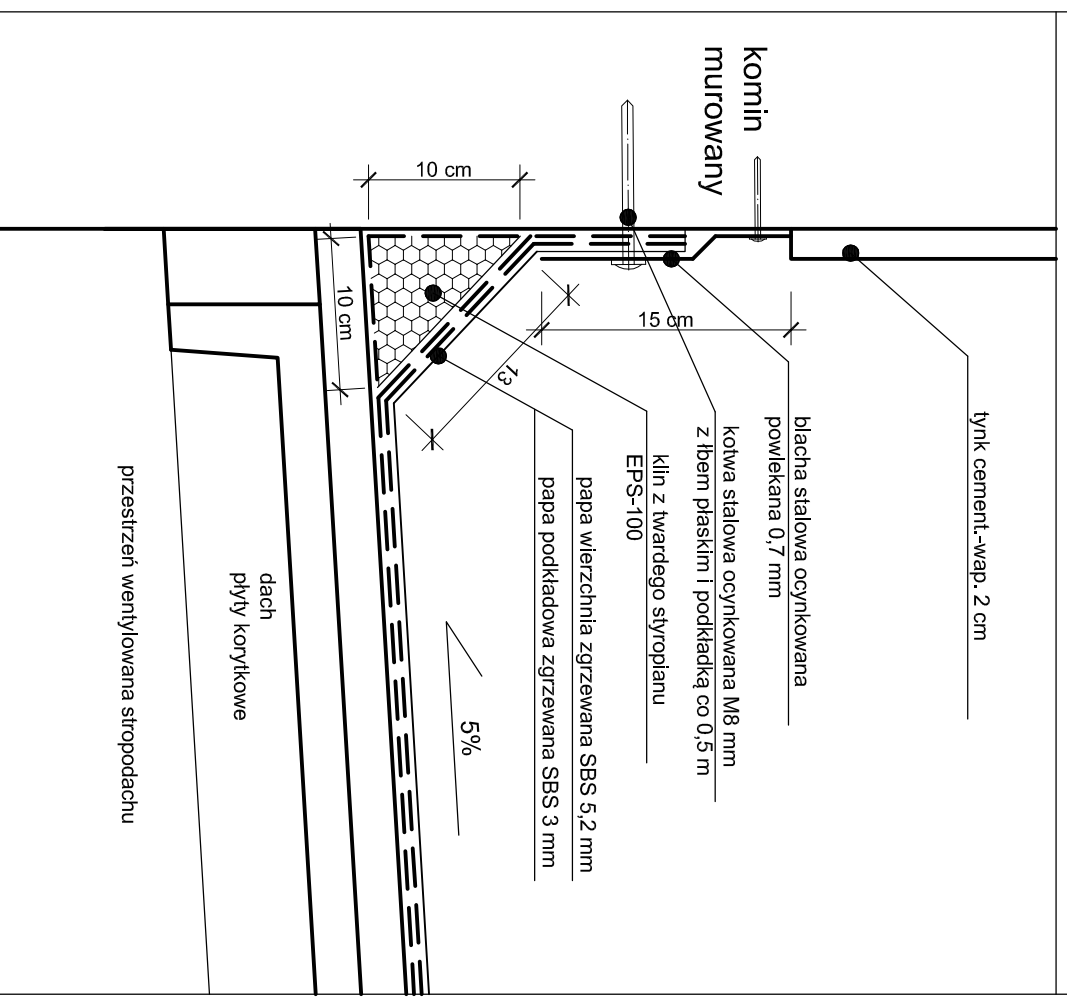 komin
murowany
10 cm
10 cm
15 cm
13
tynk cement.-wap. 2 cm
blacha stalowa ocynkowana
powlekana 0,7 mm
kotwa stalowa ocynkowana M8 mm
z łbem płaskim i podkładką co 0,5 m
klin z twardego styropianu
EPS-100
papa wierzchnia zgrzewana SBS 5,2 mm
papa podkładowa zgrzewana SBS 3 mm
5%
dach
płyty korytkowe
przestrzeń wentylowana stropodachu